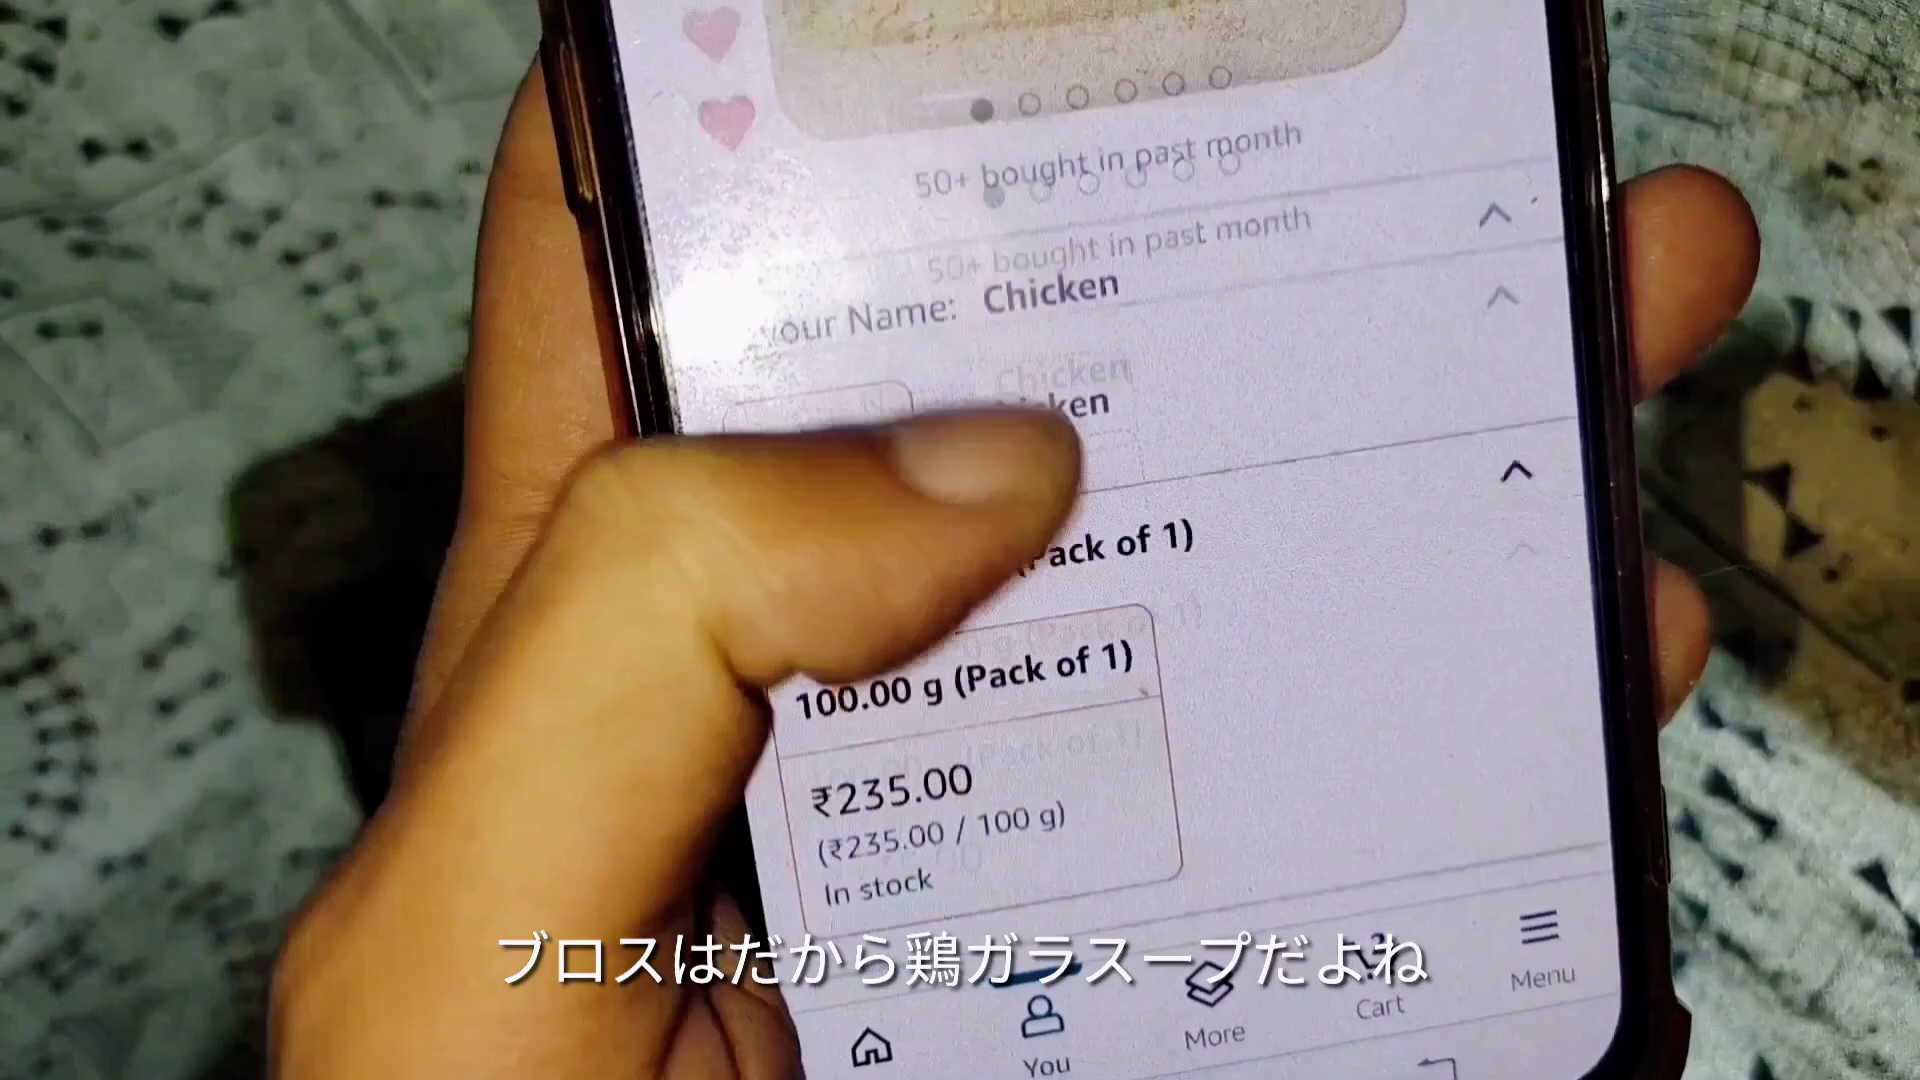 50+ bought in past month
50+ bought in past month
your Name: Chicken
Chicken
(Pack of 1)
100.00 g (Pack of 1)
₹235.00
(₹235.00 / 100 g)
In stock
ブロスはだから鶏ガラスープだよね
You
More
Cart
Menu